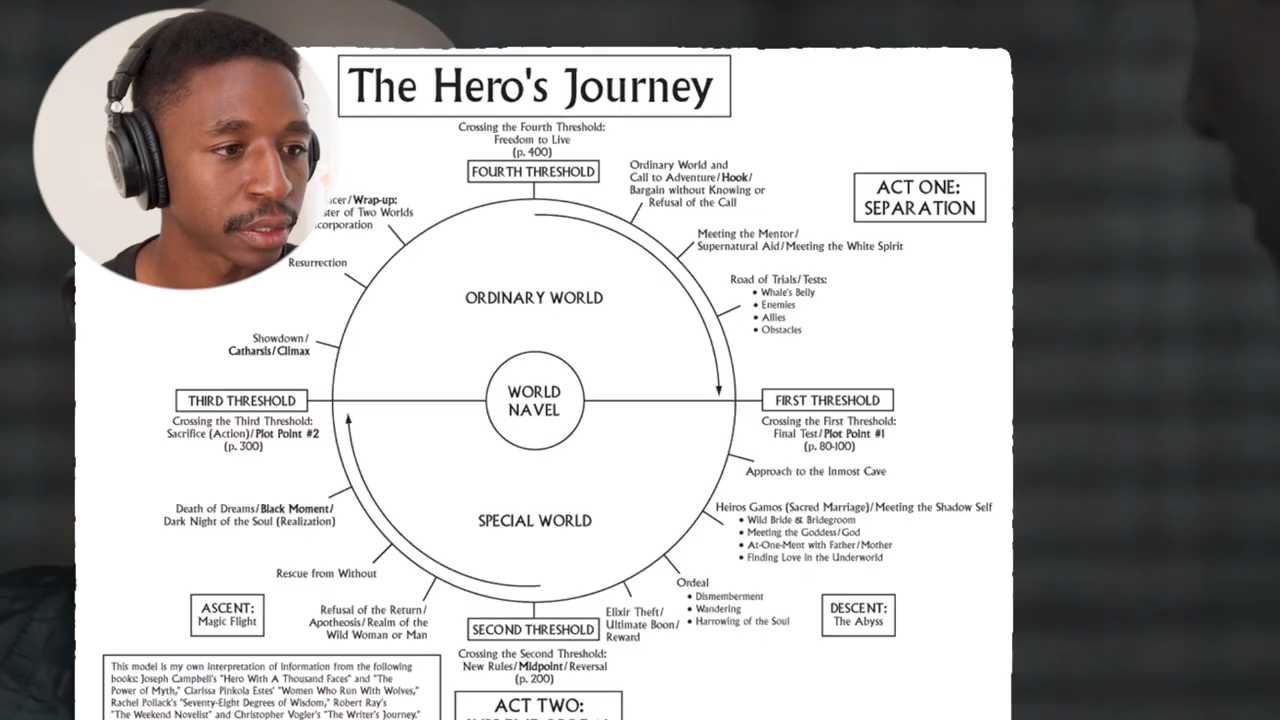 The Hero's Journey
Crossing the Fourth Threshold:
Freedom to Live
(p. 400)
FOURTH THRESHOLD
Ordinary World and
Call to Adventure/Hook/
Bargain without Knowing or
Refusal of the Call
ACT ONE:
SEPARATION
Wrap-up:
of Two Worlds
Meeting the Mentor/
Supernatural Aid/Meeting the White Spirit
Resurrection
Road of Trials/Tests:
• Whale's Belly
• Enemies
• Allies
• Obstacles
ORDINARY WORLD
Showdown/
Catharsis/Climax
WORLD
NAVEL
THIRD THRESHOLD
Crossing the Third Threshold:
Sacrifice (Action)/Plot Point #2
(p. 300)
FIRST THRESHOLD
Crossing the First Threshold:
Final Test/Plot Point #1
(p. 80-100)
Approach to the Inmost Cave
Death of Dreams/Black Moment/
Dark Night of the Soul (Realization)
SPECIAL WORLD
Heiros Gamos (Sacred Marriage)/Meeting the Shadow Self
• Wild Bride & Bridegroom
• Meeting the Goddess/God
• At-One-Ment with Father/Mother
• Finding Love in the Underworld
Rescue from Without
Ordeal
• Dismemberment
• Wandering
• Harrowing of the Soul
ASCENT:
Magic Flight
Refusal of the Return/
Apotheosis/Realm of the
Wild Woman or Man
SECOND THRESHOLD
Elixir Theft/
Ultimate Boon/
Reward
DESCENT:
The Abyss
Crossing the Second Threshold:
New Rules/Midpoint/Reversal
(p. 200)
This model is my own interpretation of information from the following
books: Joseph Campbell's "Hero With A Thousand Faces" and "The
Power of Myth," Clarissa Pinkola Estes' "Women Who Run With Wolves,"
Rachel Pollack's "Seventy-Eight Degrees of Wisdom," Robert Ray's
"The Weekend Novelist" and Christopher Vogler's "The Writer's Journey."
ACT TWO: